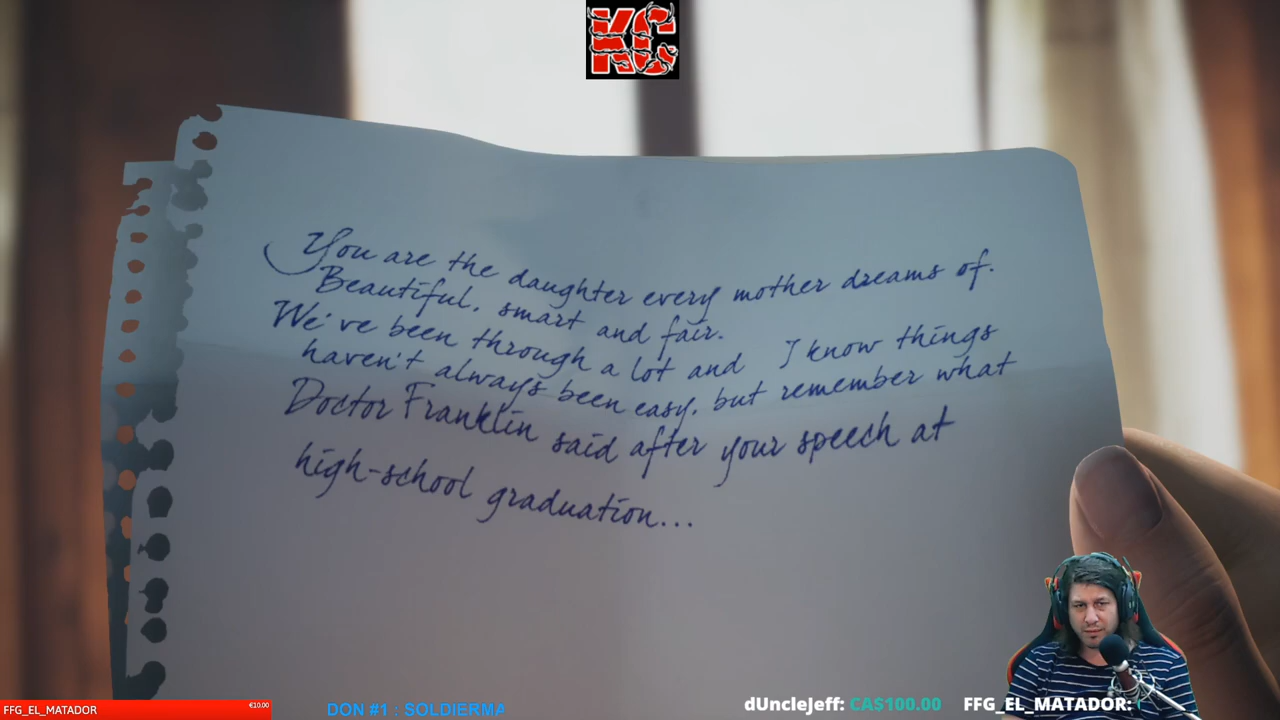 KC
You are the daughter every mother dreams of.
Beautiful, smart and fair.
We've been through a lot and I know things
haven't always been easy, but remember what
Doctor Franklin said after your speech at
high-school graduation...
FFG_EL_MATADOR €10.00
DON #1 : SOLDIERMA
dUncleJeff: CA$100.00 FFG_EL_MATADOR: